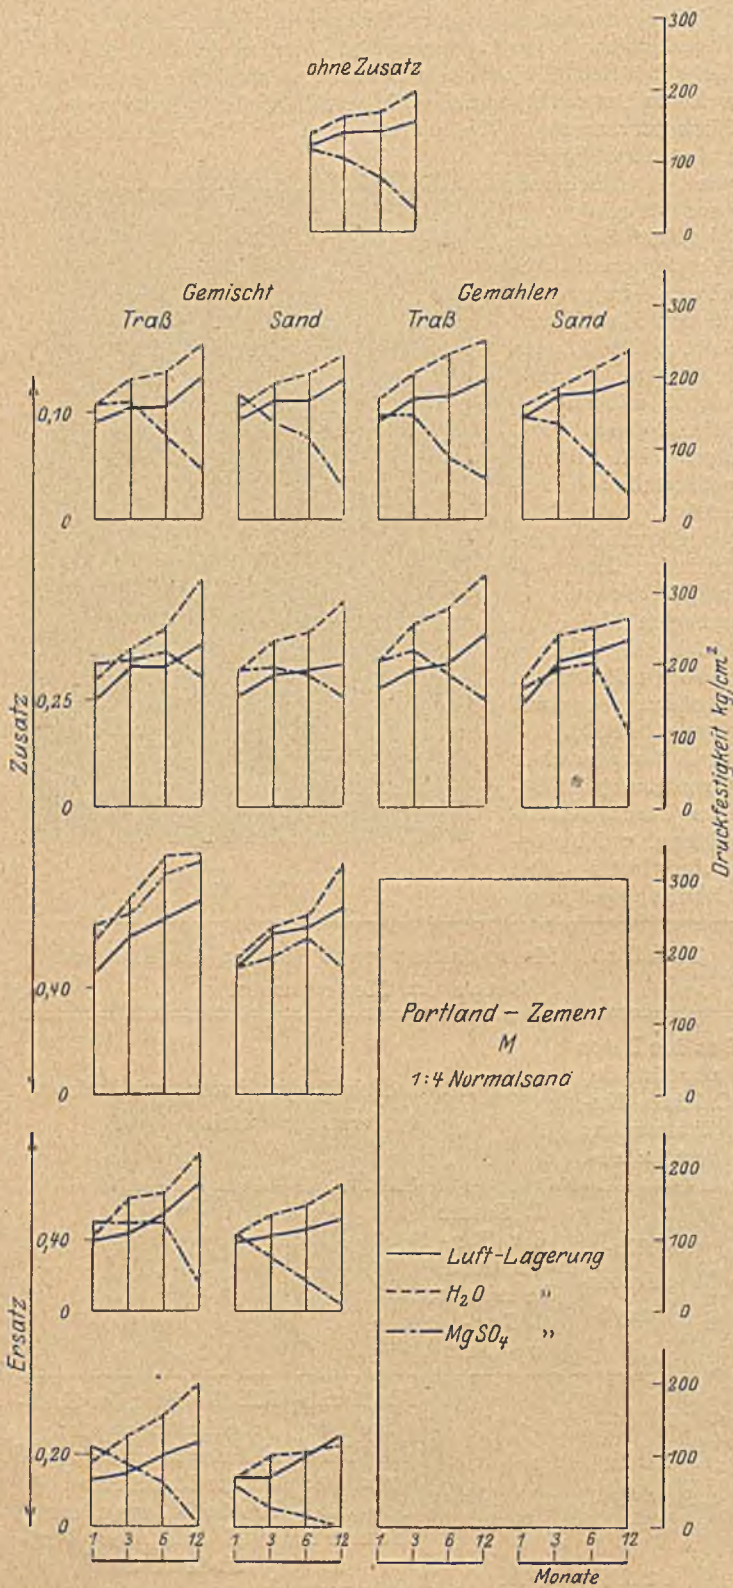 ohne Zusatz
300
200
100
0
Gemischt
Gemahlen
Traß
Sand
Traß
Sand
200
100
0
0,10
0
300
200
100
0
0,25
0
Zusatz
Druckfestigkeit kg/cm²
300
200
100
0
0,40
0
Portland – Zement
M
1:4 Normalsand
200
100
0
0,40
0
Luft-Lagerung
H₂O "
MgSO₄ "
Ersatz
200
100
0
0,20
0
1 3 6 12
1 3 6 12
1 3 6 12
1 3 6 12
Monate